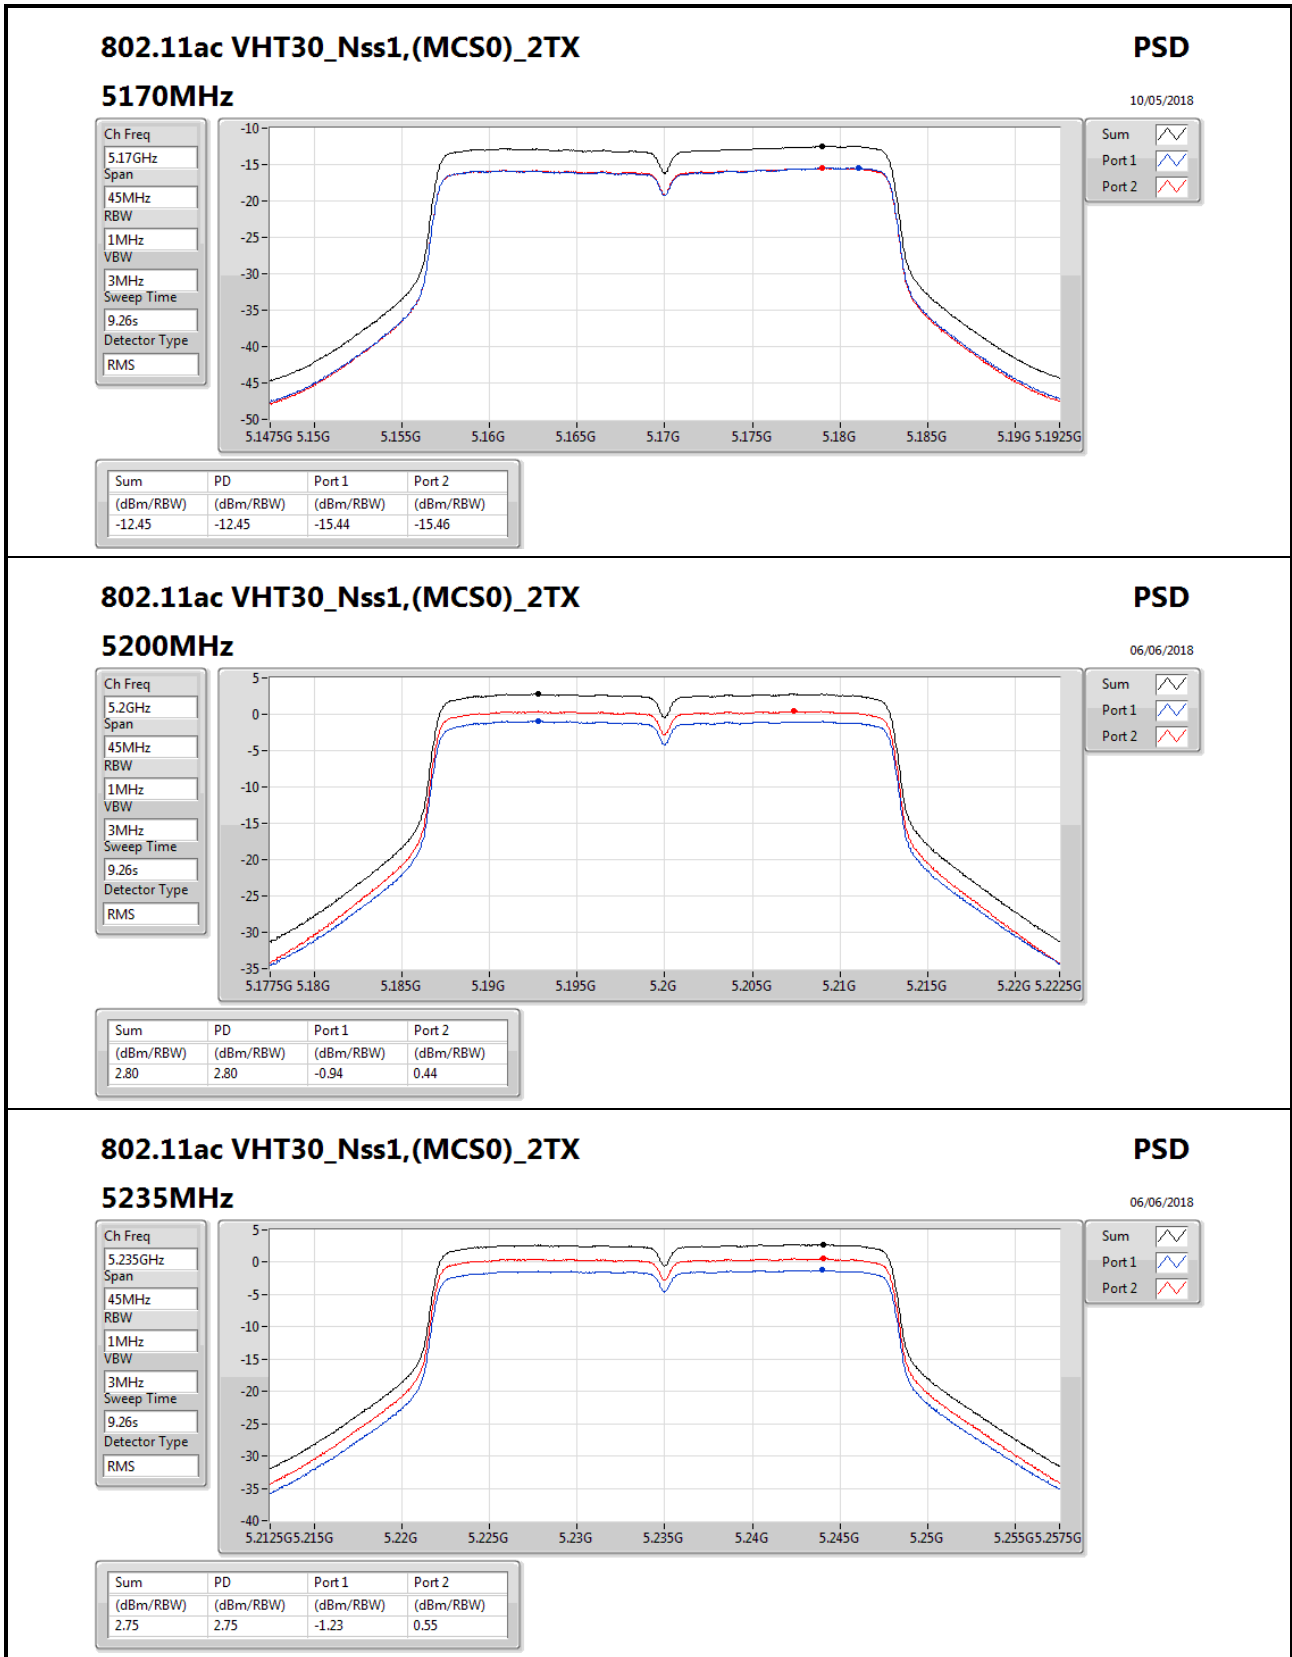 802.11ac VHT30_Nss1,(MCS0)_2TX PSD
5170MHz 10/05/2018
Ch Freq
5.17GHz
Span
45MHz
RBW
1MHz
VBW
3MHz
Sweep Time
9.26s
Detector Type
RMS
-10
-15
-20
-25
-30
-35
-40
-45
-50
5.1475G 5.15G 5.155G 5.16G 5.165G 5.17G 5.175G 5.18G 5.185G 5.19G 5.1925G
Sum
Port 1
Port 2
Sum PD Port 1 Port 2
(dBm/RBW) (dBm/RBW) (dBm/RBW) (dBm/RBW)
-12.45 -12.45 -15.44 -15.46
802.11ac VHT30_Nss1,(MCS0)_2TX PSD
5200MHz 06/06/2018
Ch Freq
5.2GHz
Span
45MHz
RBW
1MHz
VBW
3MHz
Sweep Time
9.26s
Detector Type
RMS
5
0
-5
-10
-15
-20
-25
-30
-35
5.1775G 5.18G 5.185G 5.19G 5.195G 5.2G 5.205G 5.21G 5.215G 5.22G 5.2225G
Sum
Port 1
Port 2
Sum PD Port 1 Port 2
(dBm/RBW) (dBm/RBW) (dBm/RBW) (dBm/RBW)
2.80 2.80 -0.94 0.44
802.11ac VHT30_Nss1,(MCS0)_2TX PSD
5235MHz 06/06/2018
Ch Freq
5.235GHz
Span
45MHz
RBW
1MHz
VBW
3MHz
Sweep Time
9.26s
Detector Type
RMS
5
0
-5
-10
-15
-20
-25
-30
-35
-40
5.2125G 5.215G 5.22G 5.225G 5.23G 5.235G 5.24G 5.245G 5.25G 5.255G 5.2575G
Sum
Port 1
Port 2
Sum PD Port 1 Port 2
(dBm/RBW) (dBm/RBW) (dBm/RBW) (dBm/RBW)
2.75 2.75 -1.23 0.55